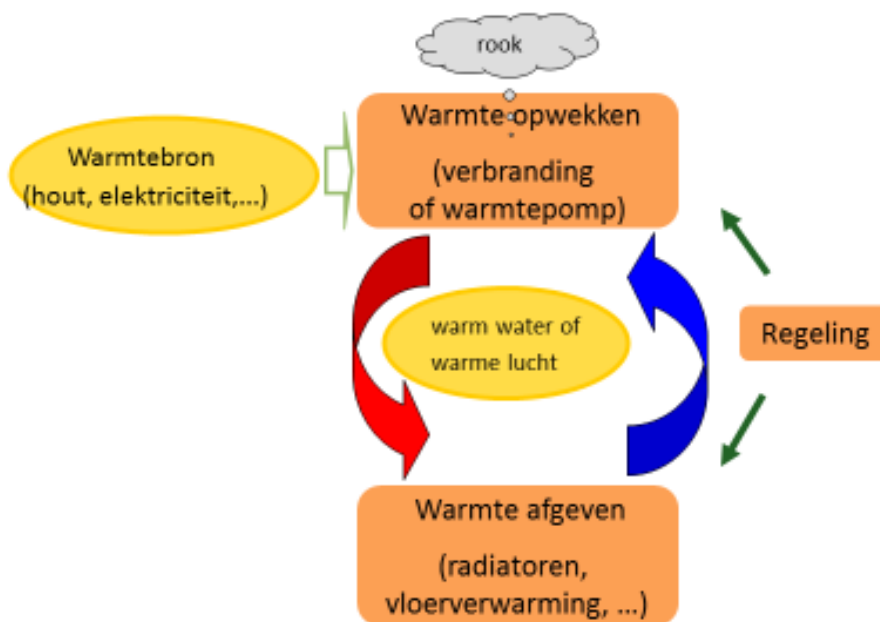 rook
Warmte opwekken
(verbranding
of warmtepomp)
Warmtebron
(hout, elektriciteit,...)
warm water of
warme lucht
Regeling
Warmte afgeven
(radiatoren,
vloerverwarming, ...)